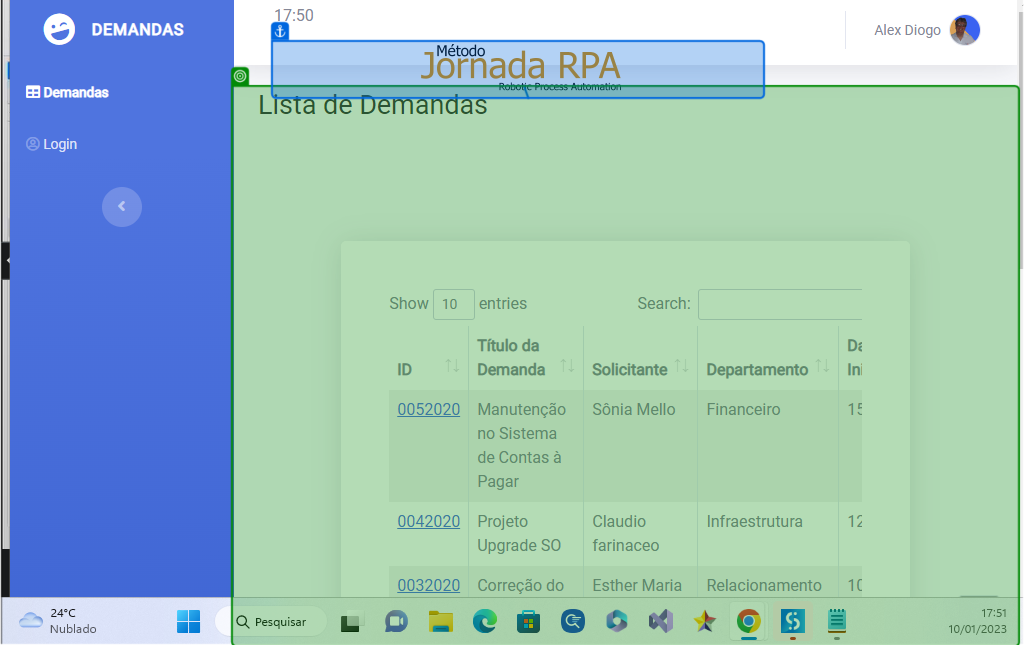 17:50
DEMANDAS
Alex Diogo
Método
Jornada RPA
Robotic Process Automation
Demandas
Lista de Demandas
Login
Show 10 entries Search:
ID Título da Demanda Solicitante Departamento Da Ini
0052020 Manutenção no Sistema de Contas à Pagar Sônia Mello Financeiro 15
0042020 Projeto Upgrade SO Claudio farinaceo Infraestrutura 12
0032020 Correção do Esther Maria Relacionamento 10
24°C
Nublado
Pesquisar
17:51
10/01/2023